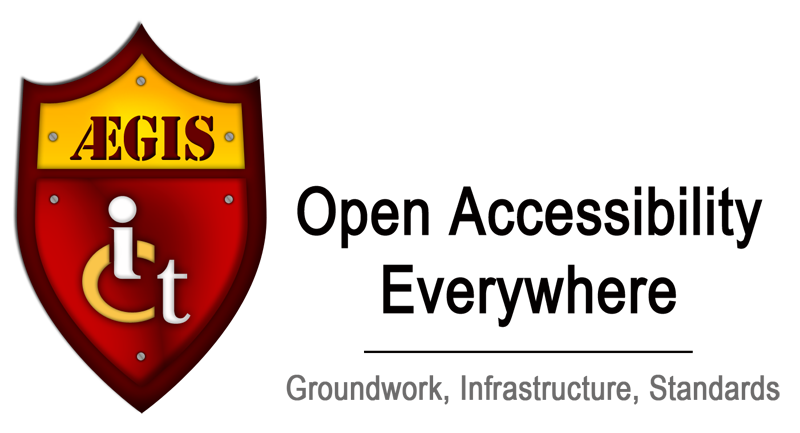 ÆGIS
ict
Open Accessibility
Everywhere
Groundwork, Infrastructure, Standards